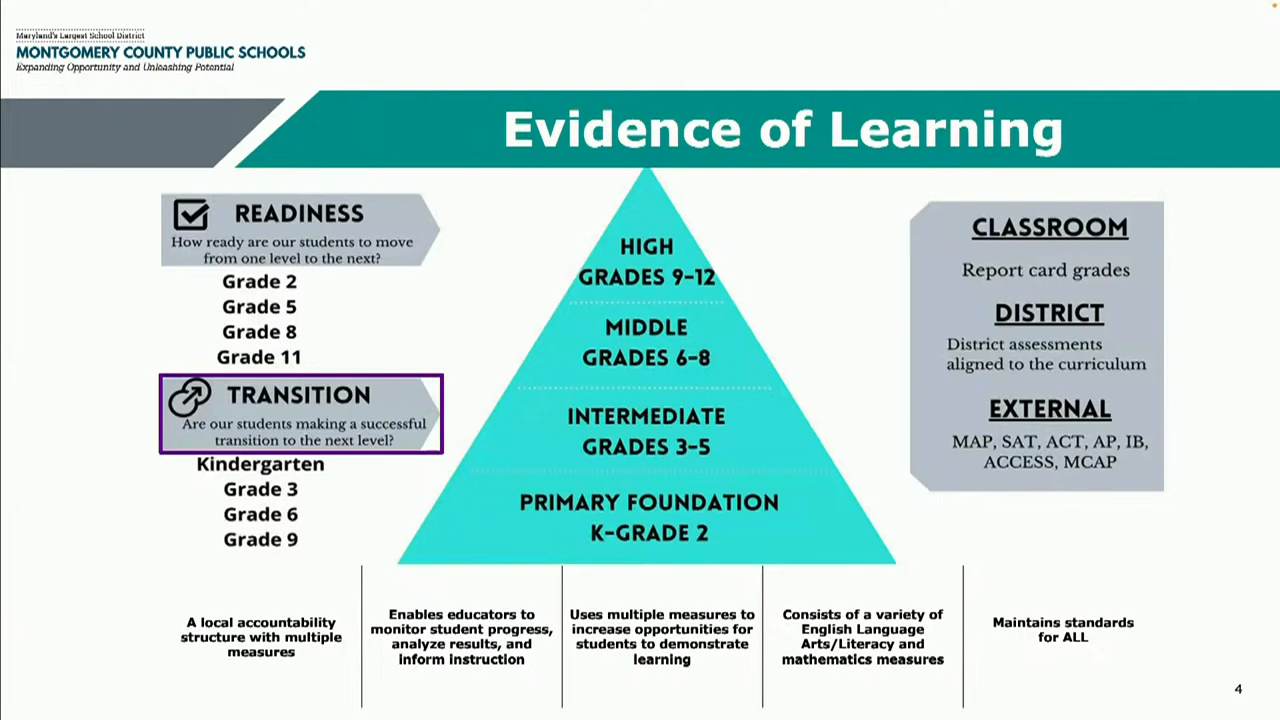 Maryland's Largest School District
MONTGOMERY COUNTY PUBLIC SCHOOLS
Expanding Opportunity and Unleashing Potential
Evidence of Learning
READINESS
How ready are our students to move
from one level to the next?
Grade 2
Grade 5
Grade 8
Grade 11
TRANSITION
Are our students making a successful
transition to the next level?
Kindergarten
Grade 3
Grade 6
Grade 9
HIGH
GRADES 9-12
MIDDLE
GRADES 6-8
INTERMEDIATE
GRADES 3-5
PRIMARY FOUNDATION
K-GRADE 2
CLASSROOM
Report card grades
DISTRICT
District assessments
aligned to the curriculum
EXTERNAL
MAP, SAT, ACT, AP, IB,
ACCESS, MCAP
A local accountability
structure with multiple
measures
Enables educators to
monitor student progress,
analyze results, and
inform instruction
Uses multiple measures to
increase opportunities for
students to demonstrate
learning
Consists of a variety of
English Language
Arts/Literacy and
mathematics measures
Maintains standards
for ALL
4